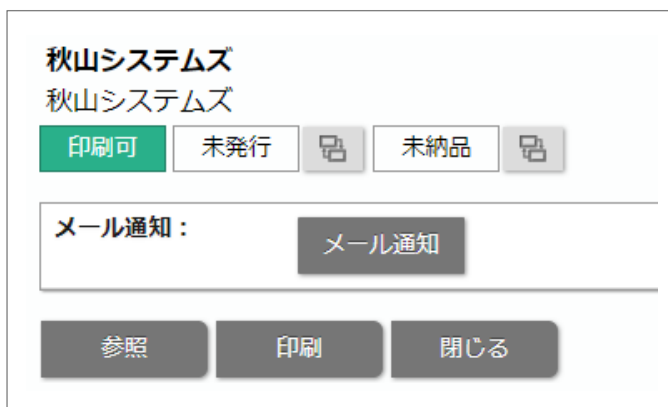 秋山システムズ
秋山システムズ
印刷可 未発行 未納品
メール通知： メール通知
参照 印刷 閉じる